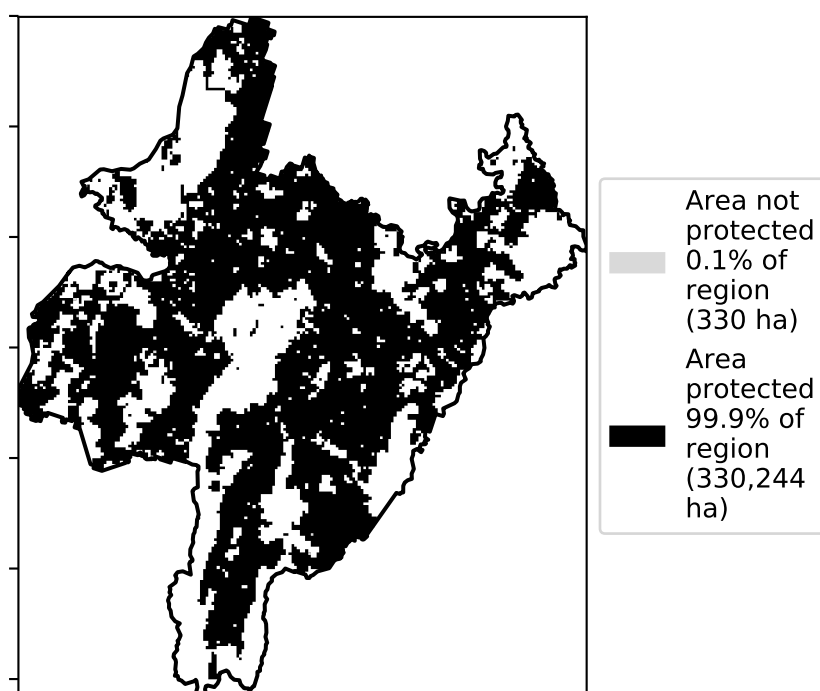 Area not
protected
0.1% of
region
(330 ha)
Area
protected
99.9% of
region
(330,244
ha)